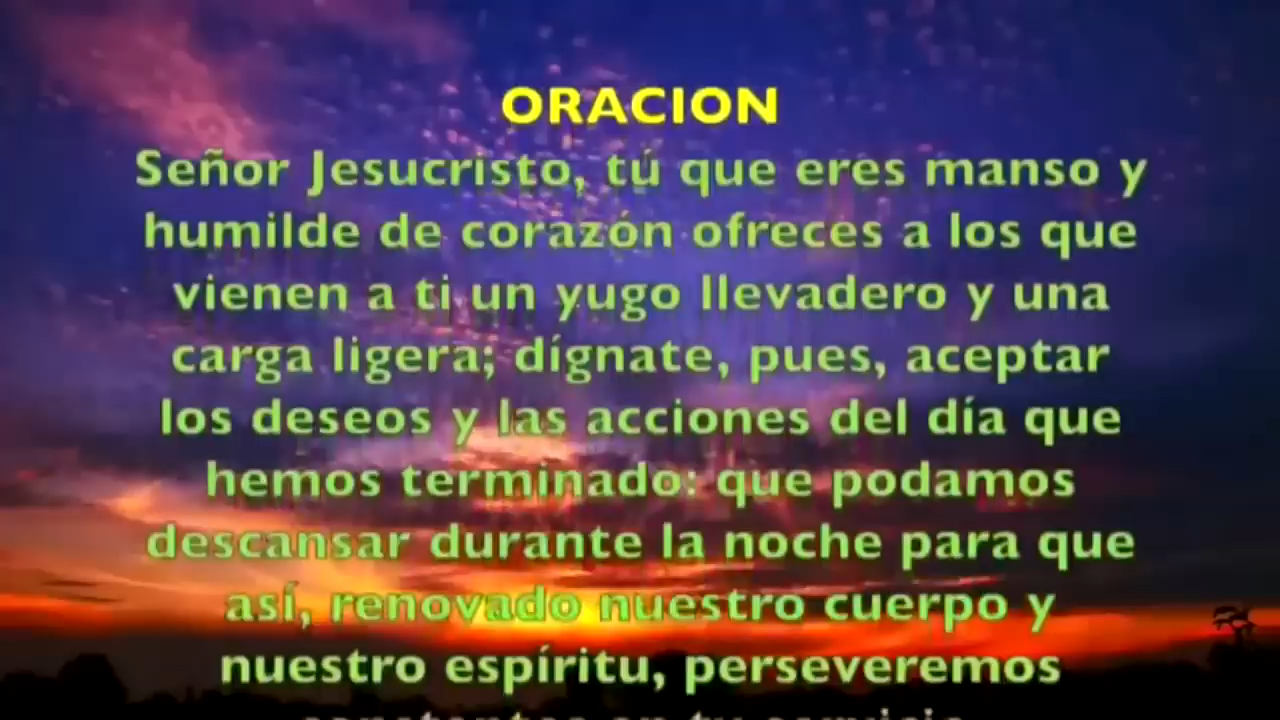 ORACION
Señor Jesucristo, tú que eres manso y
humilde de corazón ofreces a los que
vienen a ti un yugo llevadero y una
carga ligera; dígnate, pues, aceptar
los deseos y las acciones del día que
hemos terminado: que podamos
descansar durante la noche para que
así, renovado nuestro cuerpo y
nuestro espíritu, perseveremos